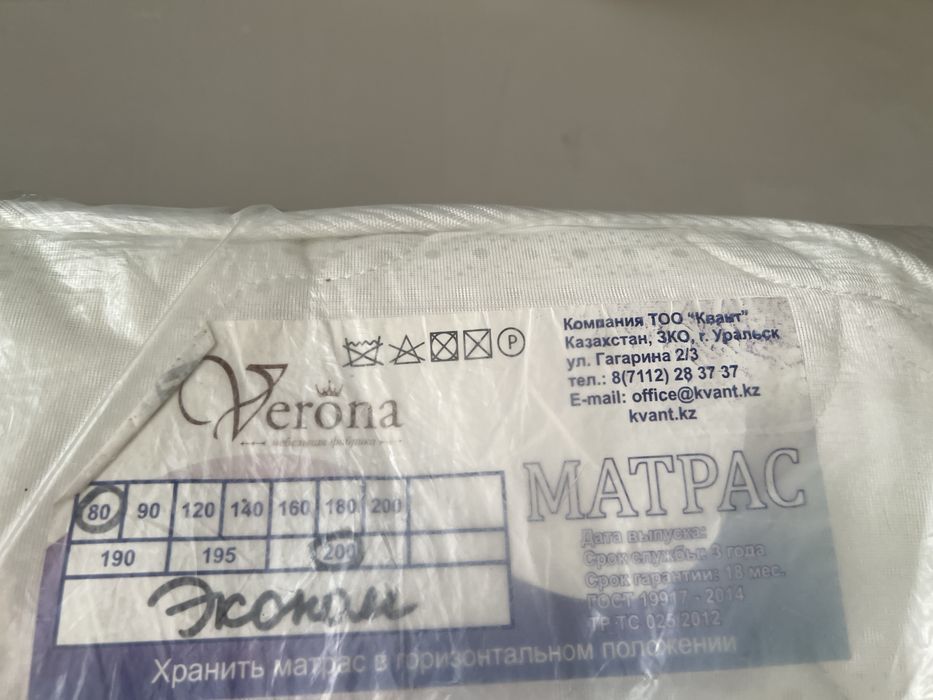 Компания ТОО "Квант"
Казахстан, ЗКО, г. Уральск
ул. Гагарина 2/3
тел.: 8(7112) 28 37 37
E-mail: office@kvant.kz
kvant.kz
P
Verona
мебельная фабрика
МАТРАС
80 90 120 140 160 180 200
190 195 200
Эконом
Дата выпуска:
Срок службы: 3 года
Срок гарантии: 18 мес.
ГОСТ 19917 - 2014
ТР ТС 025 2012
Хранить матрас в горизонтальном положении